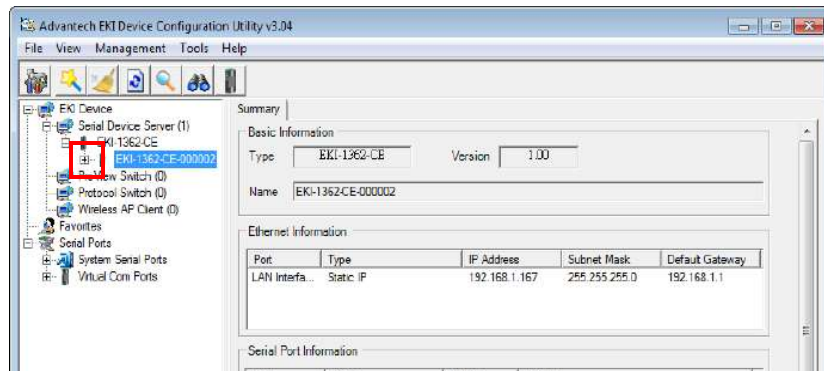 Advantech EKI Device Configuration Utility v3.04
File View Management Tools Help
EKI Device
Serial Device Server (1)
EKI-1362-CE
EKI-1362-CE-000002
ProView Switch (0)
Protocol Switch (0)
Wireless AP Client (0)
Favorites
Serial Ports
System Serial Ports
Virtual Com Ports
Summary
Basic Information
Type EKI-1362-CE Version 1.00
Name EKI-1362-CE-000002
Ethernet Information
Port Type IP Address Subnet Mask Default Gateway
LAN Interfa... Static IP 192.168.1.167 255.255.255.0 192.168.1.1
Serial Port Information